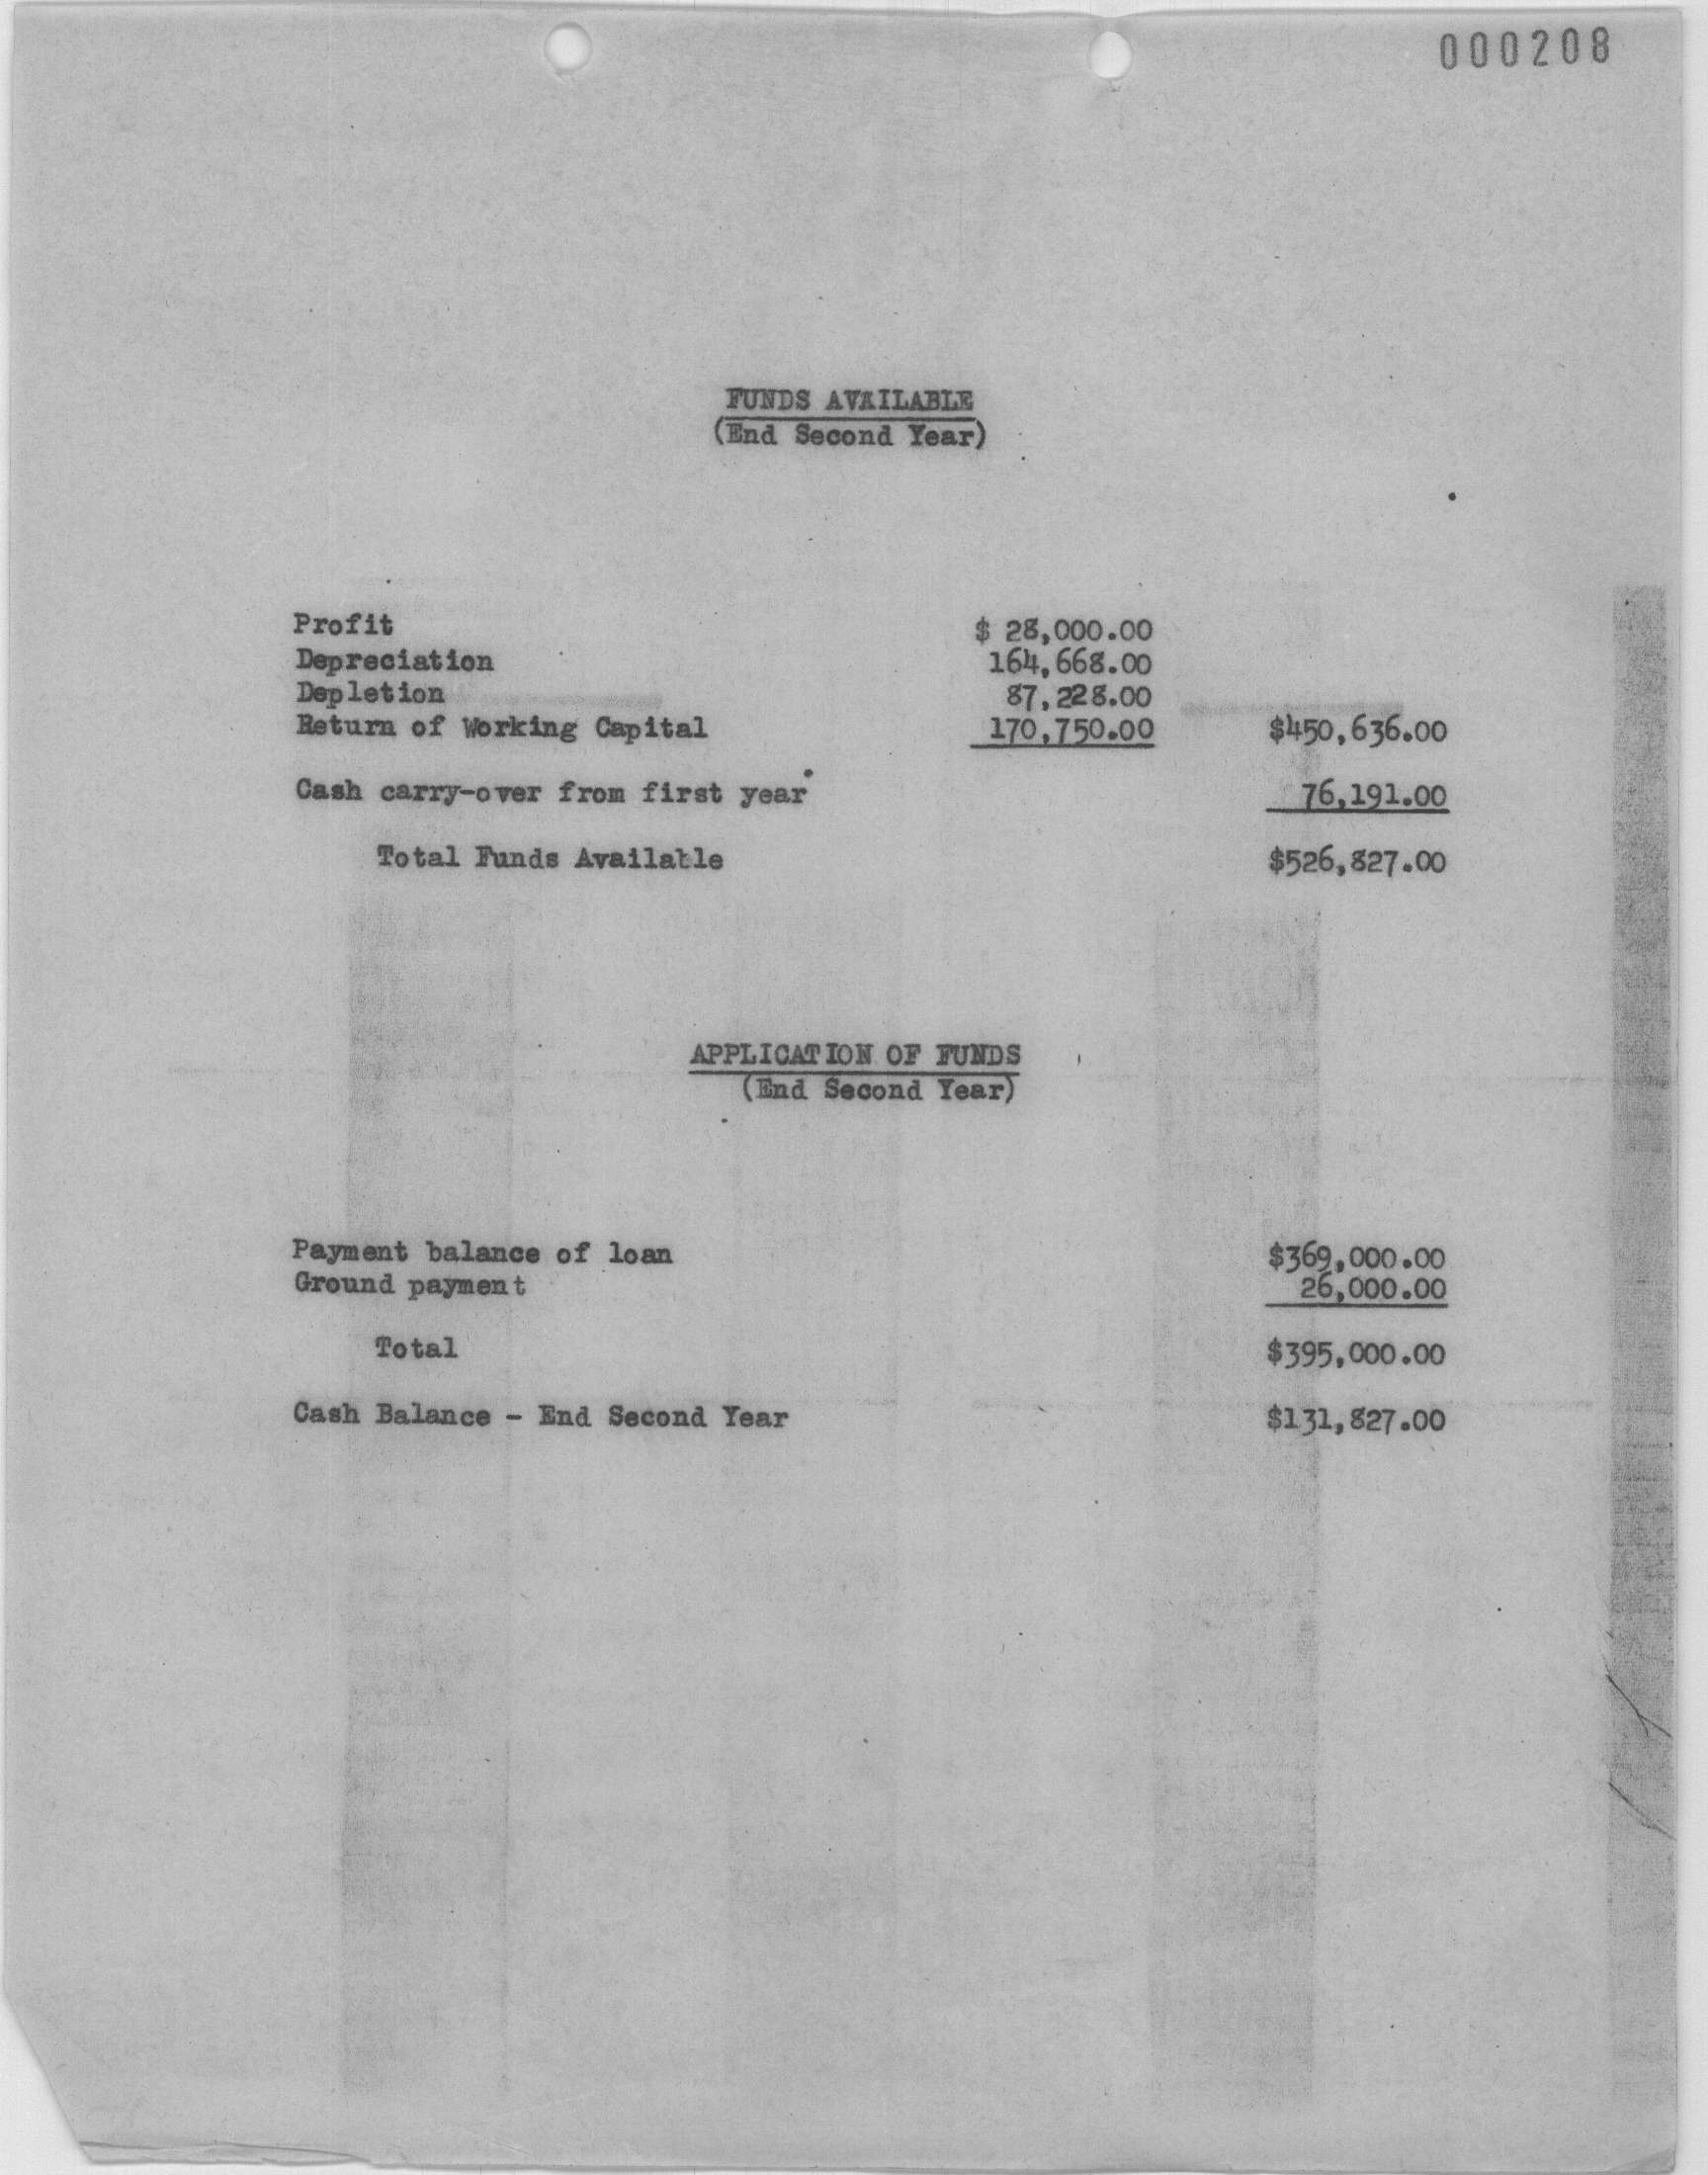 000208
FUNDS AVAILABLE
(End Second Year)
Profit $ 28,000.00
Depreciation 164,668.00
Depletion 87,228.00
Return of Working Capital 170,750.00 $450,636.00
Cash carry-over from first year 76,191.00
Total Funds Available $526,827.00
APPLICATION OF FUNDS
(End Second Year)
Payment balance of loan $369,000.00
Ground payment 26,000.00
Total $395,000.00
Cash Balance - End Second Year $131,827.00